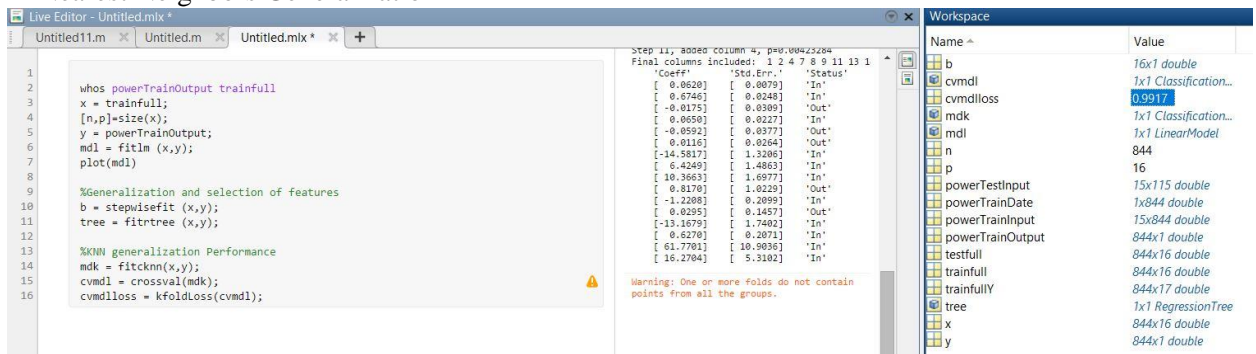 Live Editor - Untitled.mlx *
Untitled11.m Untitled.m Untitled.mlx * +
1
2 whos powerTrainOutput trainfull
3 x = trainfull;
4 [n,p]=size(x);
5 y = powerTrainOutput;
6 mdl = fitlm (x,y);
7 plot(mdl)
8
9 %Generalization and selection of features
10 b = stepwisefit (x,y);
11 tree = fitrtree (x,y);
12
13 %KNN generalization Performance
14 mdk = fitcknn(x,y);
15 cvmdl = crossval(mdk);
16 cvmdlloss = kfoldLoss(cvmdl);
Step 11, added column 4, p=0.00423284
Final columns included: 1 2 4 7 8 9 11 13 1
'Coeff' 'Std.Err.' 'Status'
[ 0.0620] [ 0.0079] 'In'
[ 0.6746] [ 0.0248] 'In'
[ -0.0175] [ 0.0309] 'Out'
[ 0.0650] [ 0.0227] 'In'
[ -0.0592] [ 0.0377] 'Out'
[ 0.0116] [ 0.0264] 'Out'
[-14.5817] [ 1.3206] 'In'
[ 6.4249] [ 1.4863] 'In'
[ 10.3663] [ 1.6977] 'In'
[ 0.8170] [ 1.0229] 'Out'
[ -1.2208] [ 0.2099] 'In'
[ 0.0295] [ 0.1457] 'Out'
[-13.1679] [ 1.7402] 'In'
[ 0.6270] [ 0.2071] 'In'
[ 61.7701] [ 10.9036] 'In'
[ 16.2704] [ 5.3102] 'In'
Warning: One or more folds do not contain
points from all the groups.
Workspace
Name Value
b 16x1 double
cvmdl 1x1 Classification...
cvmdlloss 0.9917
mdk 1x1 Classification...
mdl 1x1 LinearModel
n 844
p 16
powerTestInput 15x115 double
powerTrainDate 1x844 double
powerTrainInput 15x844 double
powerTrainOutput 844x1 double
testfull 844x16 double
trainfull 844x16 double
trainfullY 844x17 double
tree 1x1 RegressionTree
x 844x16 double
y 844x1 double